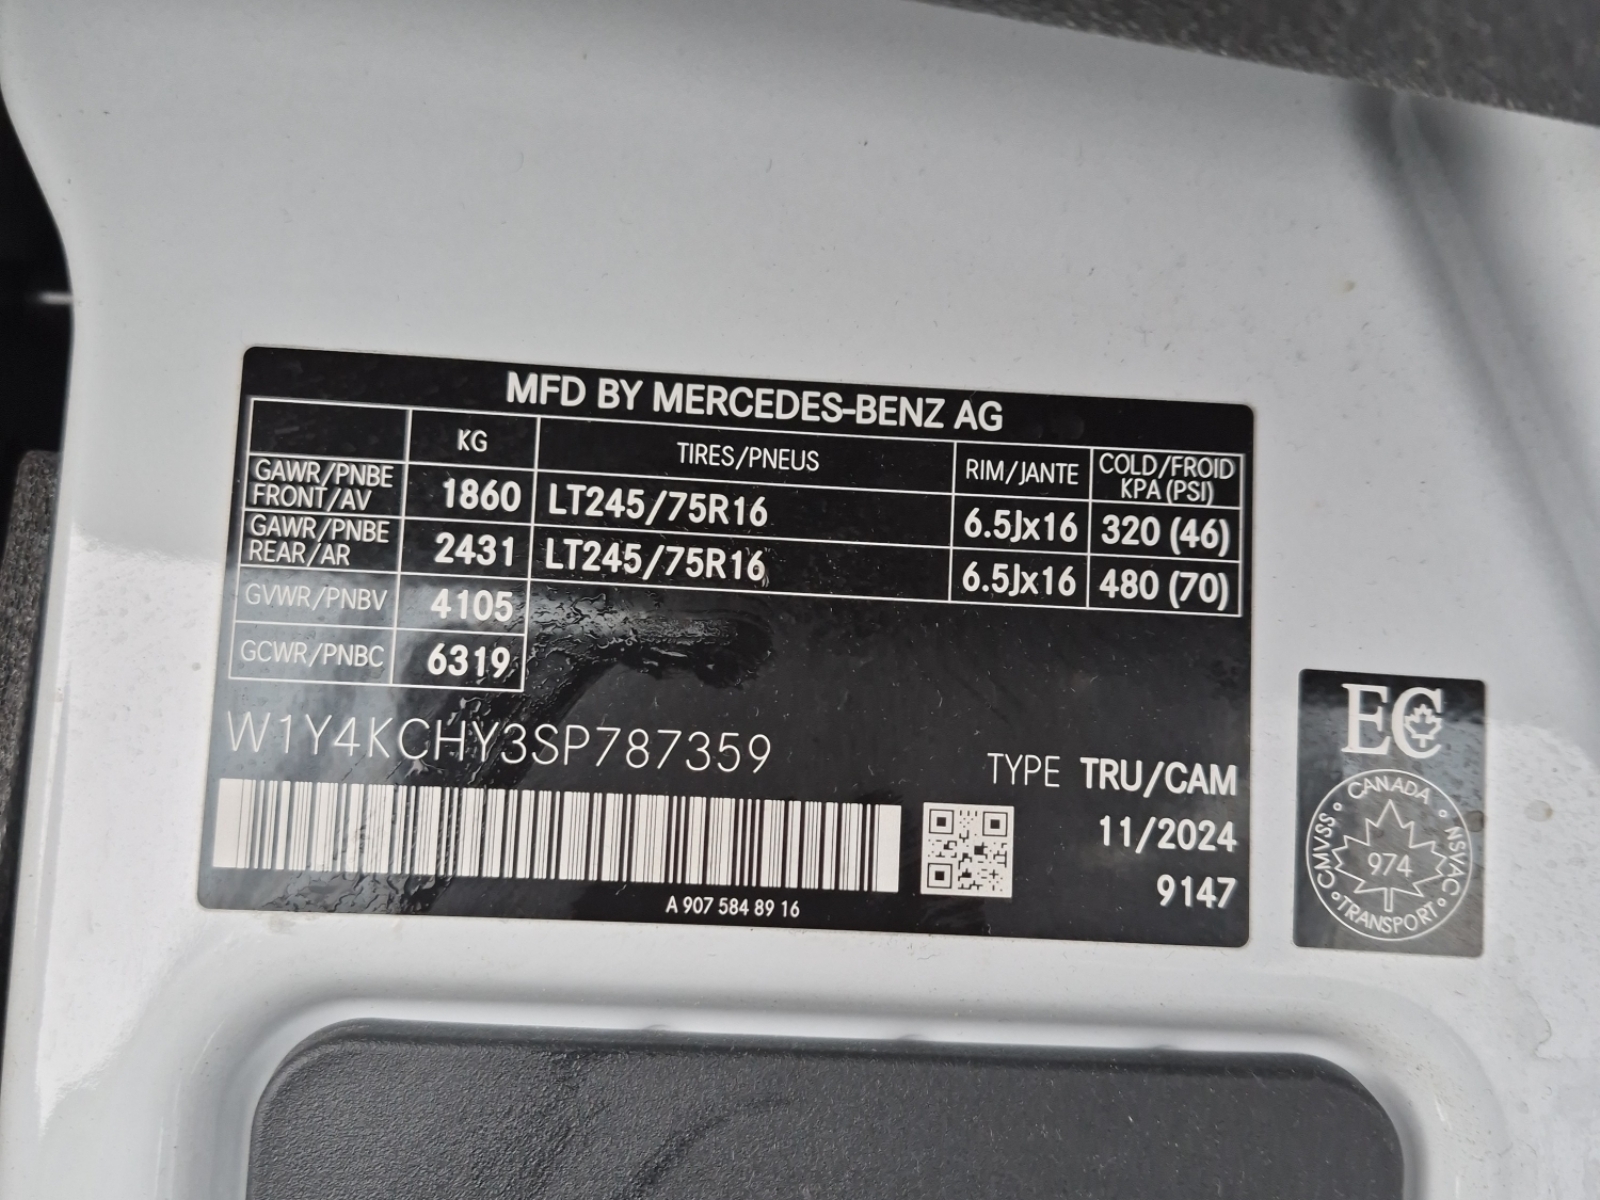 MFD BY MERCEDES-BENZ AG
KG TIRES/PNEUS RIM/JANTE COLD/FROID KPA (PSI)
GAWR/PNBE FRONT/AV 1860 LT245/75R16 6.5Jx16 320 (46)
GAWR/PNBE REAR/AR 2431 LT245/75R16 6.5Jx16 480 (70)
GVWR/PNBV 4105
GCWR/PNBC 6319
W1Y4KCHY3SP787359
TYPE TRU/CAM
11/2024
9147
A 907 584 89 16
EC
CANADA
CMVSS 974 NSVAC
TRANSPORT